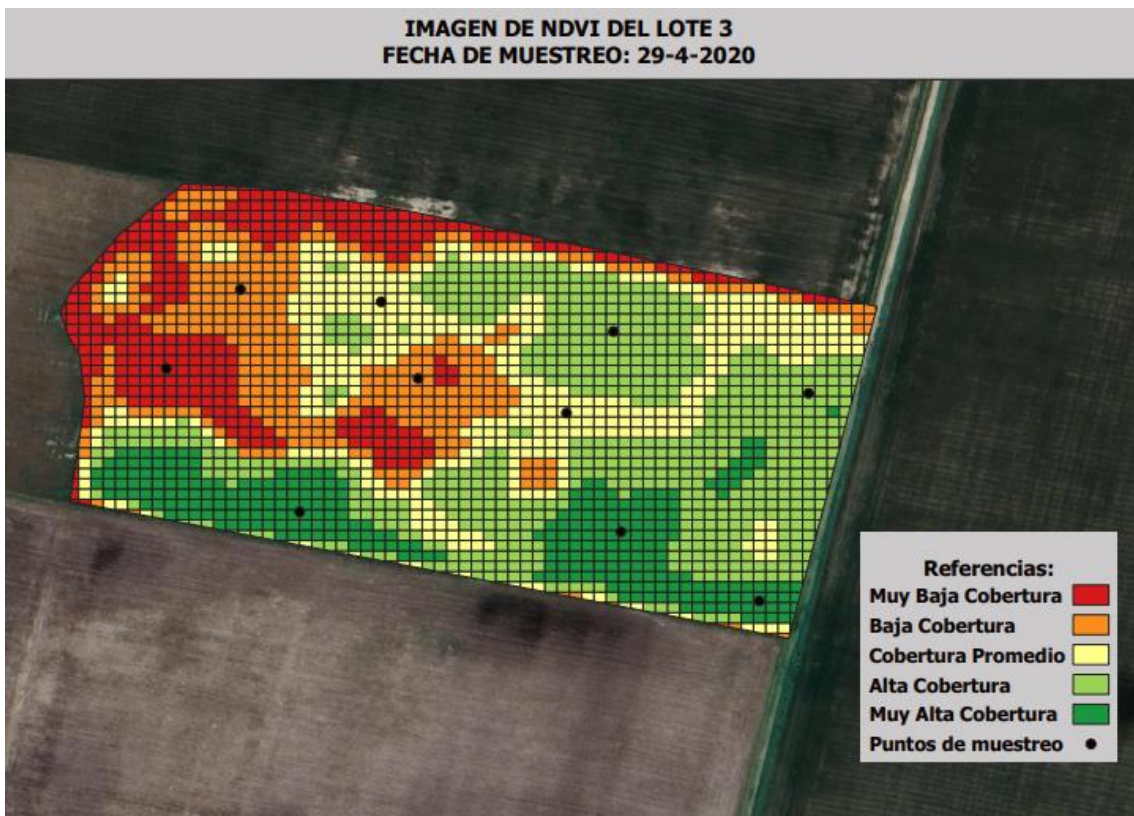 IMAGEN DE NDVI DEL LOTE 3
FECHA DE MUESTREO: 29-4-2020
Referencias:
Muy Baja Cobertura
Baja Cobertura
Cobertura Promedio
Alta Cobertura
Muy Alta Cobertura
Puntos de muestreo